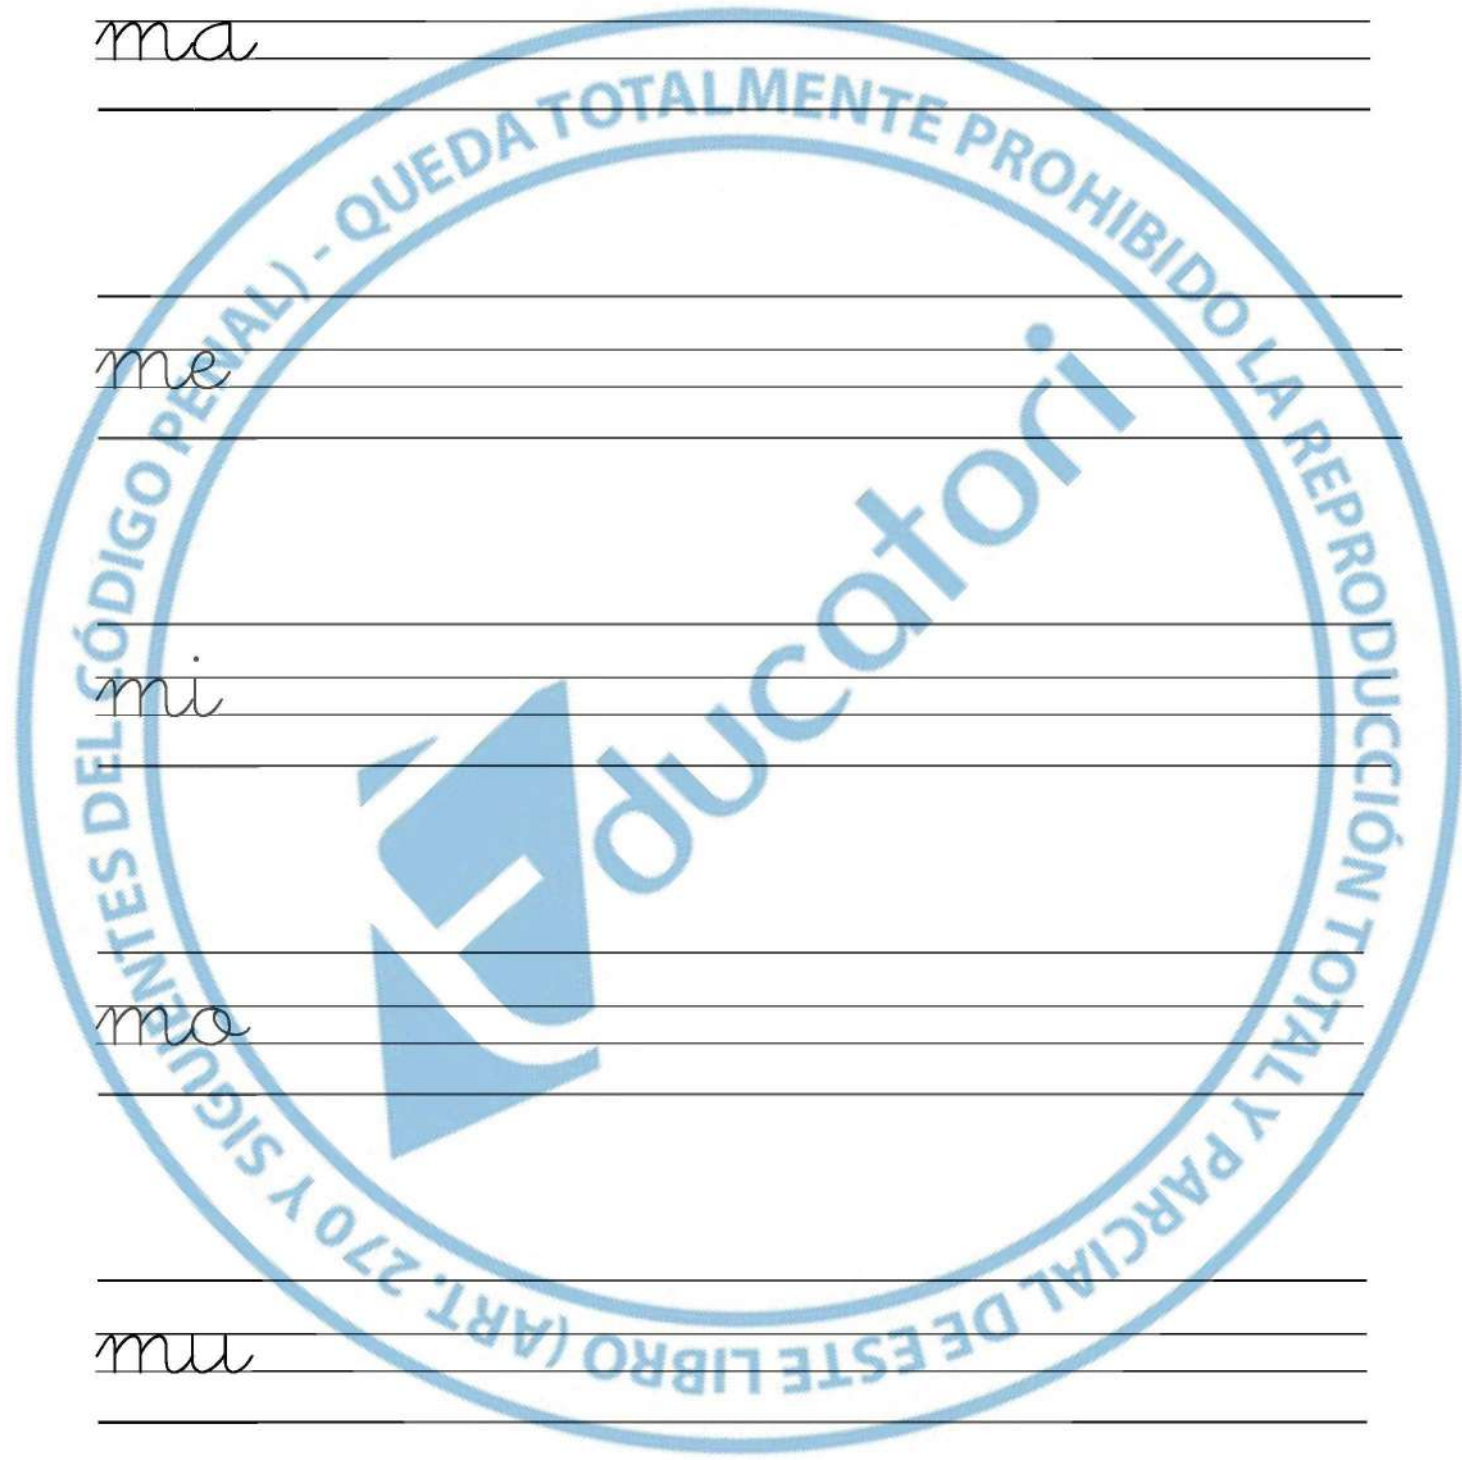 ma
me
mi
mo
mu
QUEDA TOTALMENTE PROHIBIDO LA REPRODUCCIÓN TOTAL Y PARCIAL DE ESTE LIBRO (ART. 270 Y SIGUIENTES DEL CÓDIGO PENAL) -
Educatori